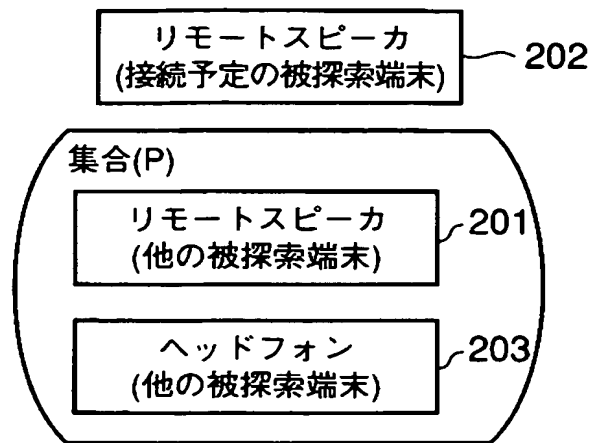 リモートスピーカ
(接続予定の被探索端末)
202
集合(P)
リモートスピーカ
(他の被探索端末)
201
ヘッドフォン
(他の被探索端末)
203